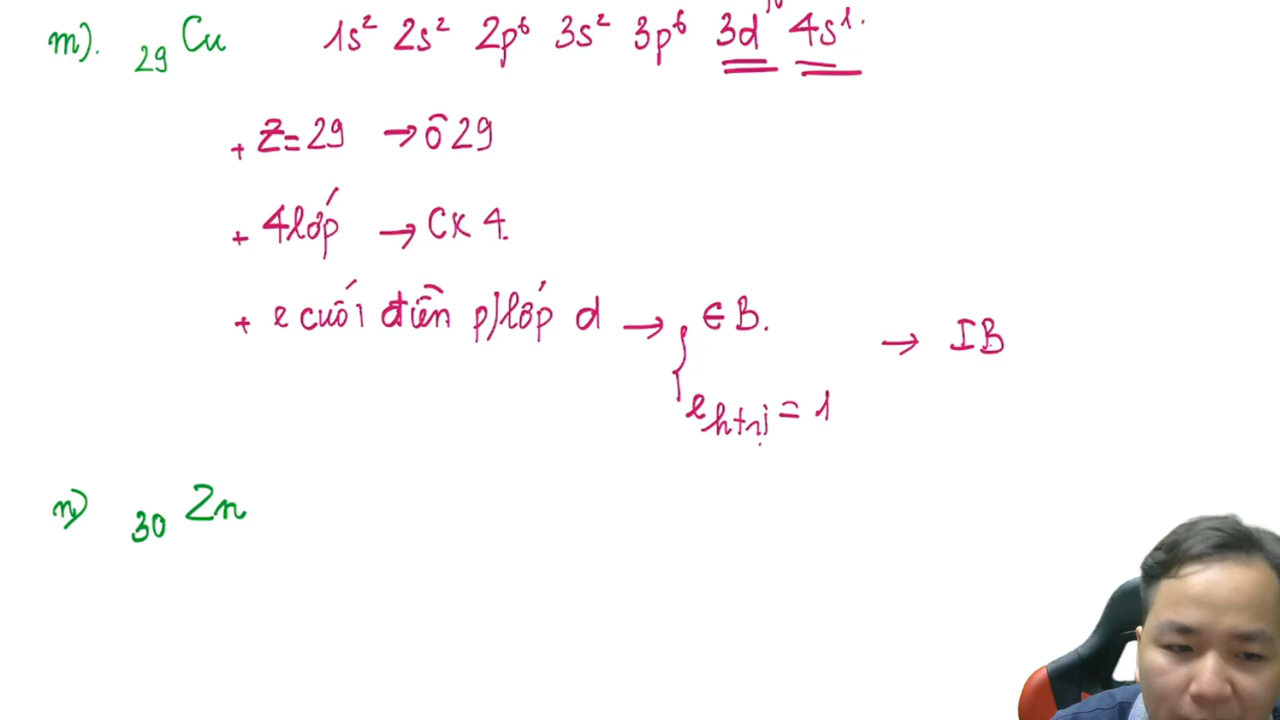 m). ₂₉Cu 1s² 2s² 2p⁶ 3s² 3p⁶ 3d¹⁰ 4s¹.
+ Z=29 → ô 29
+ 4 lớp → CK 4.
+ e cuối điền p/lớp d → { ∈ B. → IB
e h trị = 1
n) ₃₀Zn